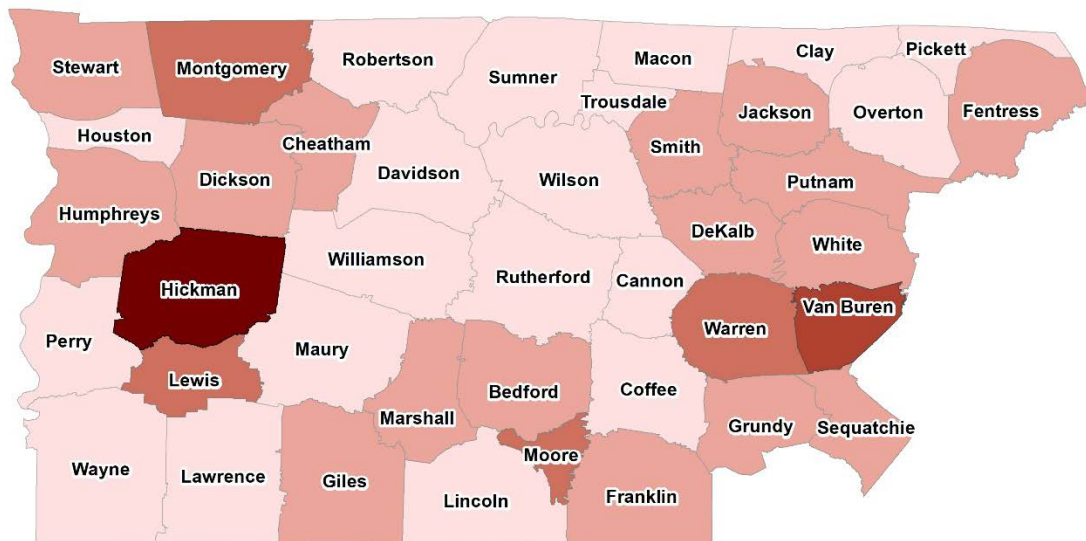 Stewart
Montgomery
Robertson
Sumner
Macon
Clay
Pickett
Trousdale
Jackson
Overton
Fentress
Houston
Cheatham
Smith
Dickson
Davidson
Wilson
Putnam
Humphreys
DeKalb
White
Williamson
Rutherford
Cannon
Hickman
Van Buren
Warren
Perry
Maury
Lewis
Bedford
Coffee
Marshall
Grundy
Sequatchie
Moore
Wayne
Lawrence
Giles
Lincoln
Franklin